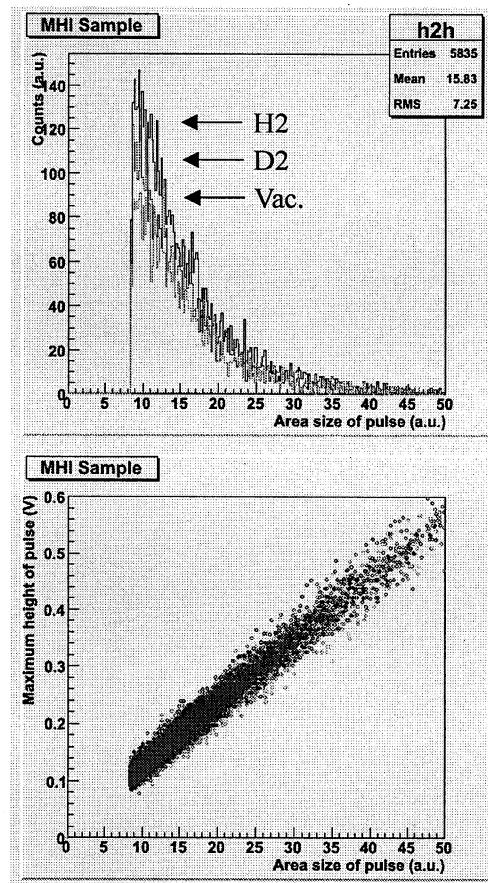 MHI Sample
h2h
Entries 5835
Mean 15.83
RMS 7.25
Counts (a.u.)
140
120
100
80
60
40
20
0
H2
D2
Vac.
0 5 10 15 20 25 30 35 40 45 50
Area size of pulse (a.u.)
MHI Sample
Maximum height of pulse (V)
0.6
0.5
0.4
0.3
0.2
0.1
0
0 5 10 15 20 25 30 35 40 45 50
Area size of pulse (a.u.)